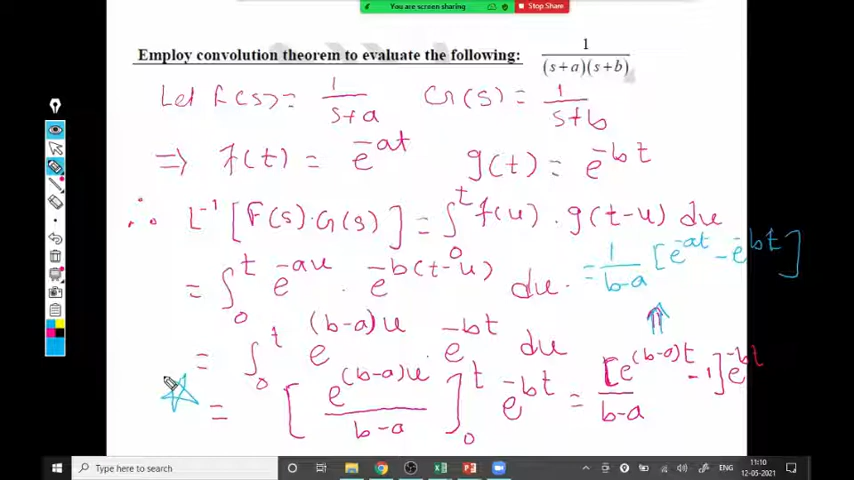 You are screen sharing Stop Share
Employ convolution theorem to evaluate the following: 1/((s+a)(s+b))
Let F(s) = 1/(s+a) G(s) = 1/(s+b)
⇒ f(t) = e^{-at} g(t) = e^{-bt}
∴ L^{-1}[F(s)·G(s)] = ∫_0^t f(u) · g(t-u) du
= ∫_0^t e^{-au} · e^{-b(t-u)} du. = 1/(b-a) [e^{-at} - e^{-bt}]
= ∫_0^t e^{(b-a)u} · e^{-bt} du
= [e^{(b-a)u}/(b-a)]_0^t e^{-bt} = [e^{(b-a)t} - 1]e^{-bt}/(b-a)
Type here to search
ENG
11:10
12-05-2021